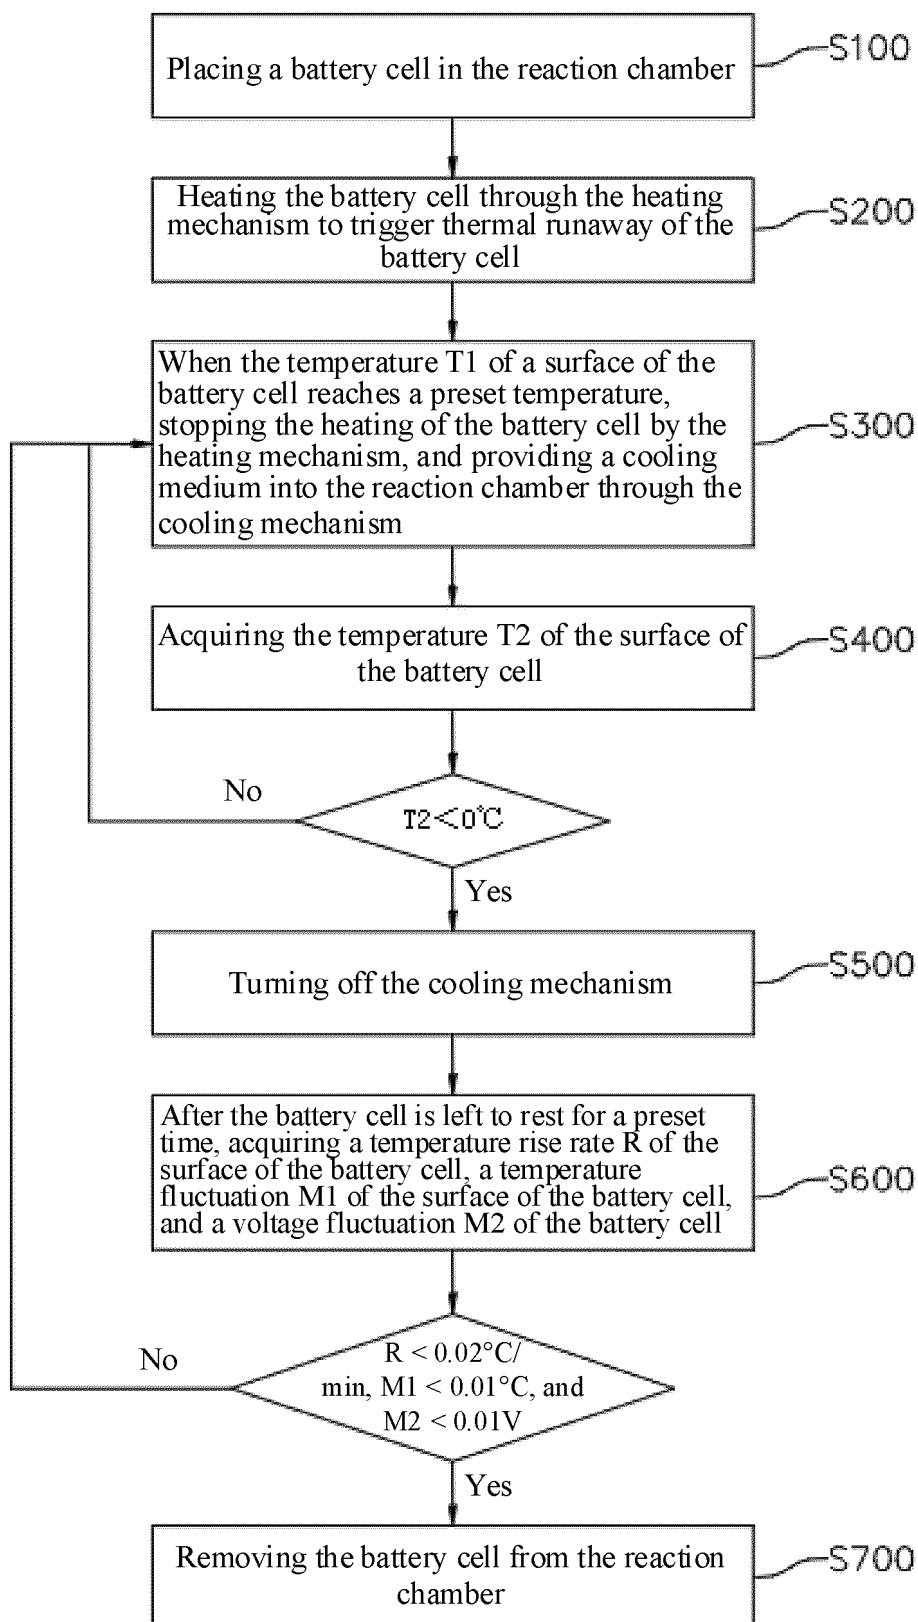 Placing a battery cell in the reaction chamber
S100
Heating the battery cell through the heating
mechanism to trigger thermal runaway of the
battery cell
S200
When the temperature T1 of a surface of the
battery cell reaches a preset temperature,
stopping the heating of the battery cell by the
heating mechanism, and providing a cooling
medium into the reaction chamber through the
cooling mechanism
S300
Acquiring the temperature T2 of the surface of
the battery cell
S400
No
T2<0℃
Yes
Turning off the cooling mechanism
S500
After the battery cell is left to rest for a preset
time, acquiring a temperature rise rate R of the
surface of the battery cell, a temperature
fluctuation M1 of the surface of the battery cell,
and a voltage fluctuation M2 of the battery cell
S600
No
R < 0.02°C/
min, M1 < 0.01°C, and
M2 < 0.01V
Yes
Removing the battery cell from the reaction
chamber
S700